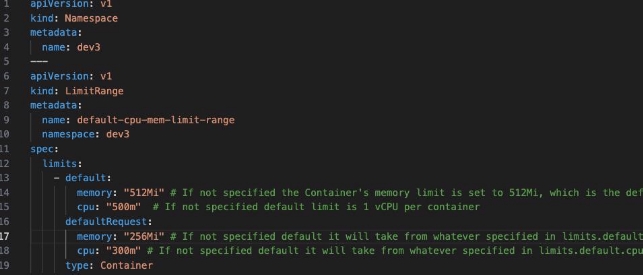 1 apiVersion: v1
2 kind: Namespace
3 metadata:
4   name: dev3
5 ---
6 apiVersion: v1
7 kind: LimitRange
8 metadata:
9   name: default-cpu-mem-limit-range
10   namespace: dev3
11 spec:
12   limits:
13     - default:
14         memory: "512Mi" # If not specified the Container's memory limit is set to 512Mi, which is the def
15         cpu: "500m"  # If not specified default limit is 1 vCPU per container
16       defaultRequest:
17         memory: "256Mi" # If not specified default it will take from whatever specified in limits.default
18         cpu: "300m" # If not specified default it will take from whatever specified in limits.default.cpu
19       type: Container